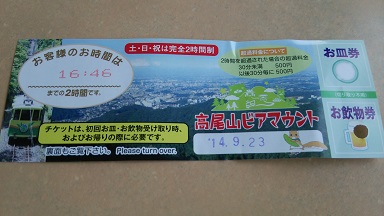 お客様のお時間は
16:46
までの2時間です。
土・日・祝は完全2時間制
超過料金について
2時間を超過された場合の超過料金
30分未満 500円
以後30分毎に 500円
お皿券
お飲物券
高尾山ビアマウント
'14.9.23
チケットは、初回お皿・お飲物受け取り時、
およびお帰りの際に必要です。
裏面もご覧下さい。 Please turn over.